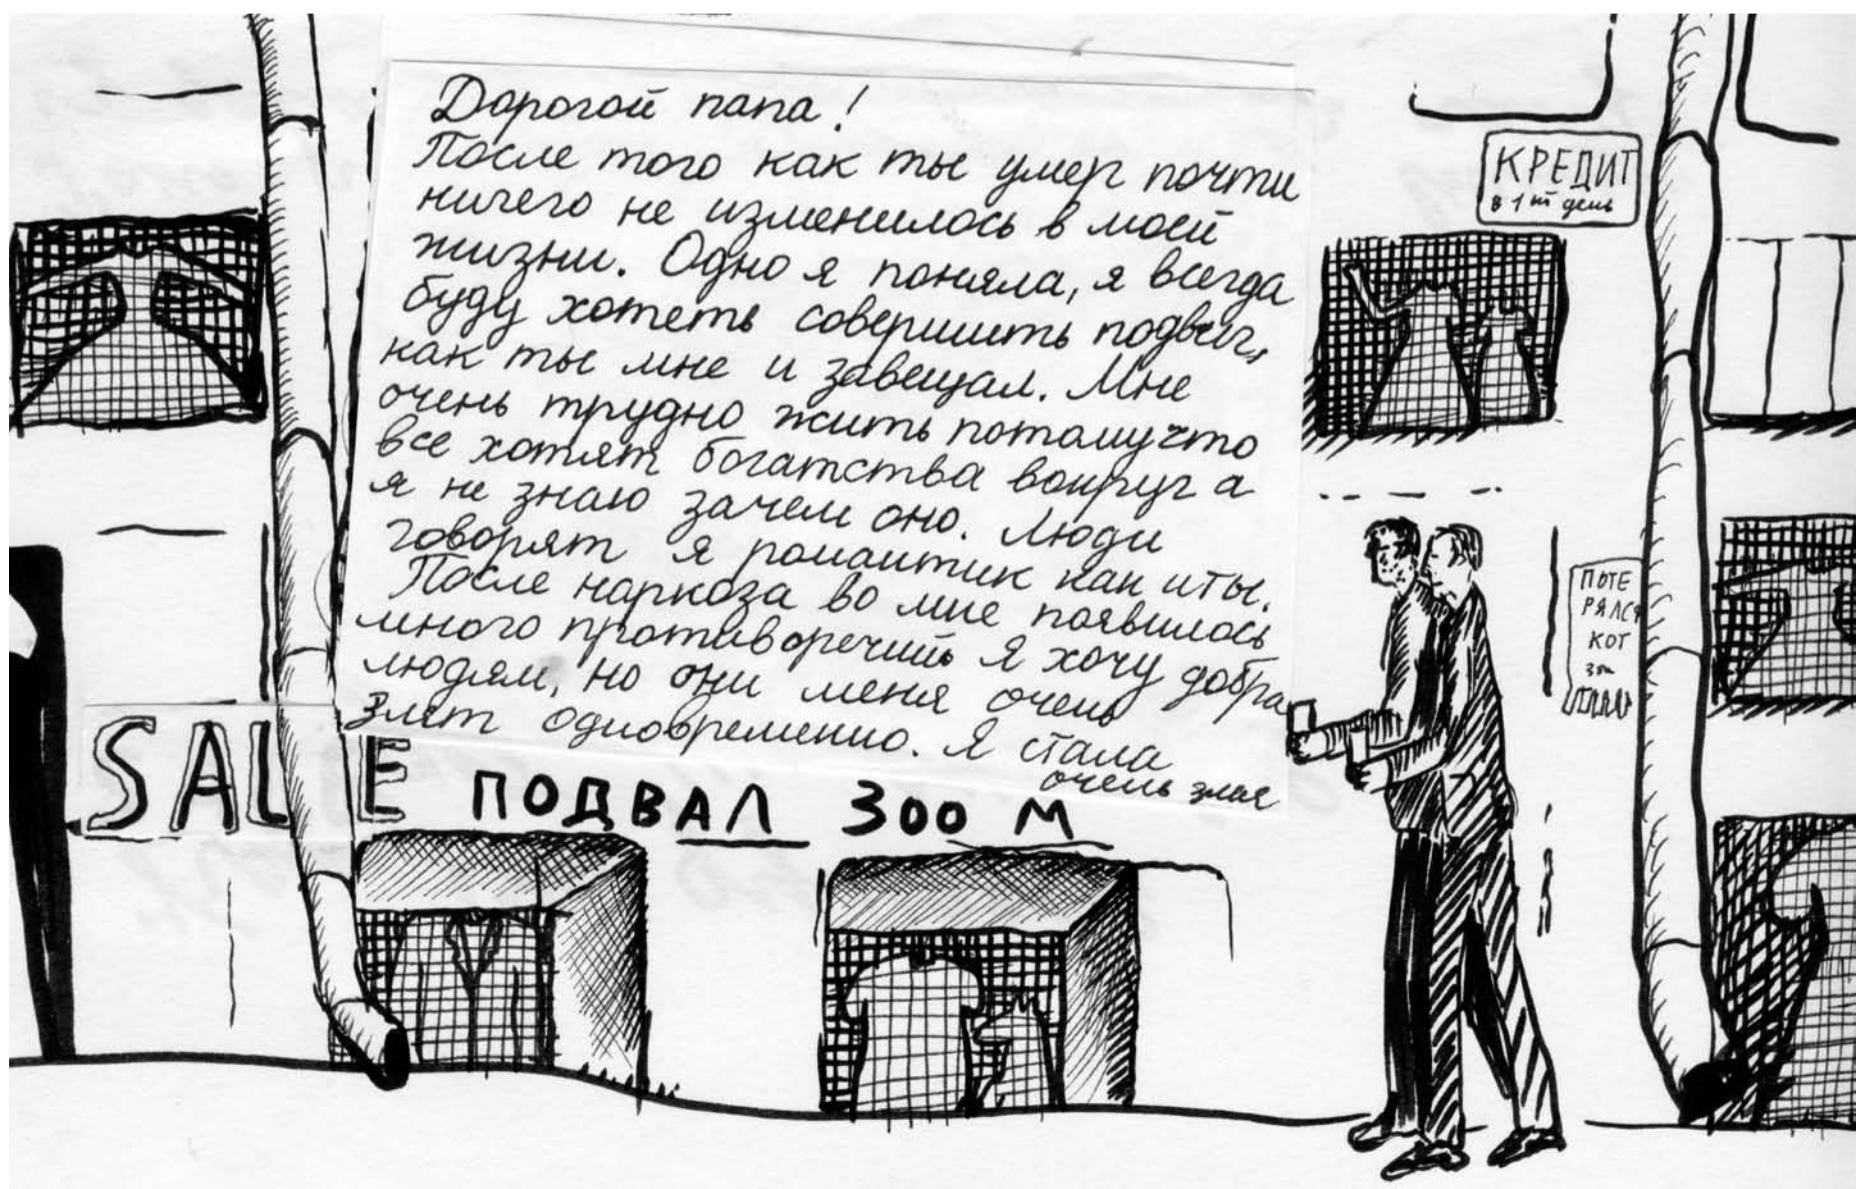 Дорогой папа!
После того как ты умер почти
ничего не изменилось в моей
жизни. Одно я поняла, я всегда
буду хотеть совершить подвиг,
как ты мне и завещал. Мне
очень трудно жить потомучто
все хотят богатства вокруг а
я не знаю зачем оно. Люди
говорят я романтик как и ты.
После наркоза во мне появилось
много противоречий я хочу добра
людям, но они меня очень
злят одновременно. Я стала
очень злая
КРЕДИТ
в 1ый день
ПОТЕ
РЯЛСЯ
КОТ
SALE
ПОДВАЛ 300 М